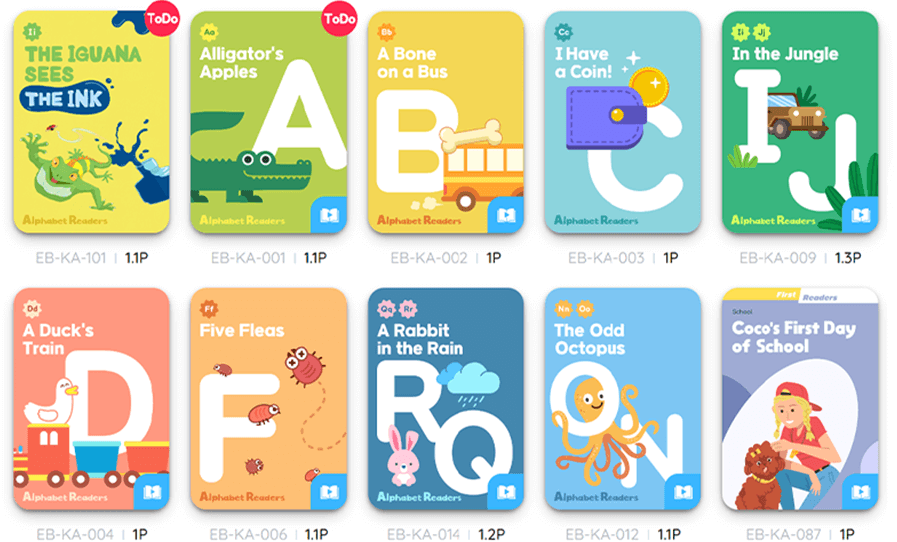 ToDo
Ii
THE IGUANA
SEES
THE INK
Alphabet Readers
EB-KA-101 | 1.1P
ToDo
Aa
Alligator's
Apples
A
Alphabet Readers
EB-KA-001 | 1.1P
Bb
A Bone
on a Bus
B
Alphabet Readers
EB-KA-002 | 1P
Cc
I Have
a Coin!
C
Alphabet Readers
EB-KA-003 | 1P
Ii Jj
In the Jungle
I J
Alphabet Readers
EB-KA-009 | 1.3P
Dd
A Duck's
Train
D
Alphabet Readers
EB-KA-004 | 1P
Ff
Five Fleas
F
Alphabet Readers
EB-KA-006 | 1.1P
Qq Rr
A Rabbit
in the Rain
R Q
Alphabet Readers
EB-KA-014 | 1.2P
Nn Oo
The Odd
Octopus
O N
Alphabet Readers
EB-KA-012 | 1.1P
First Readers
School
Coco's First Day
of School
EB-KA-087 | 1P